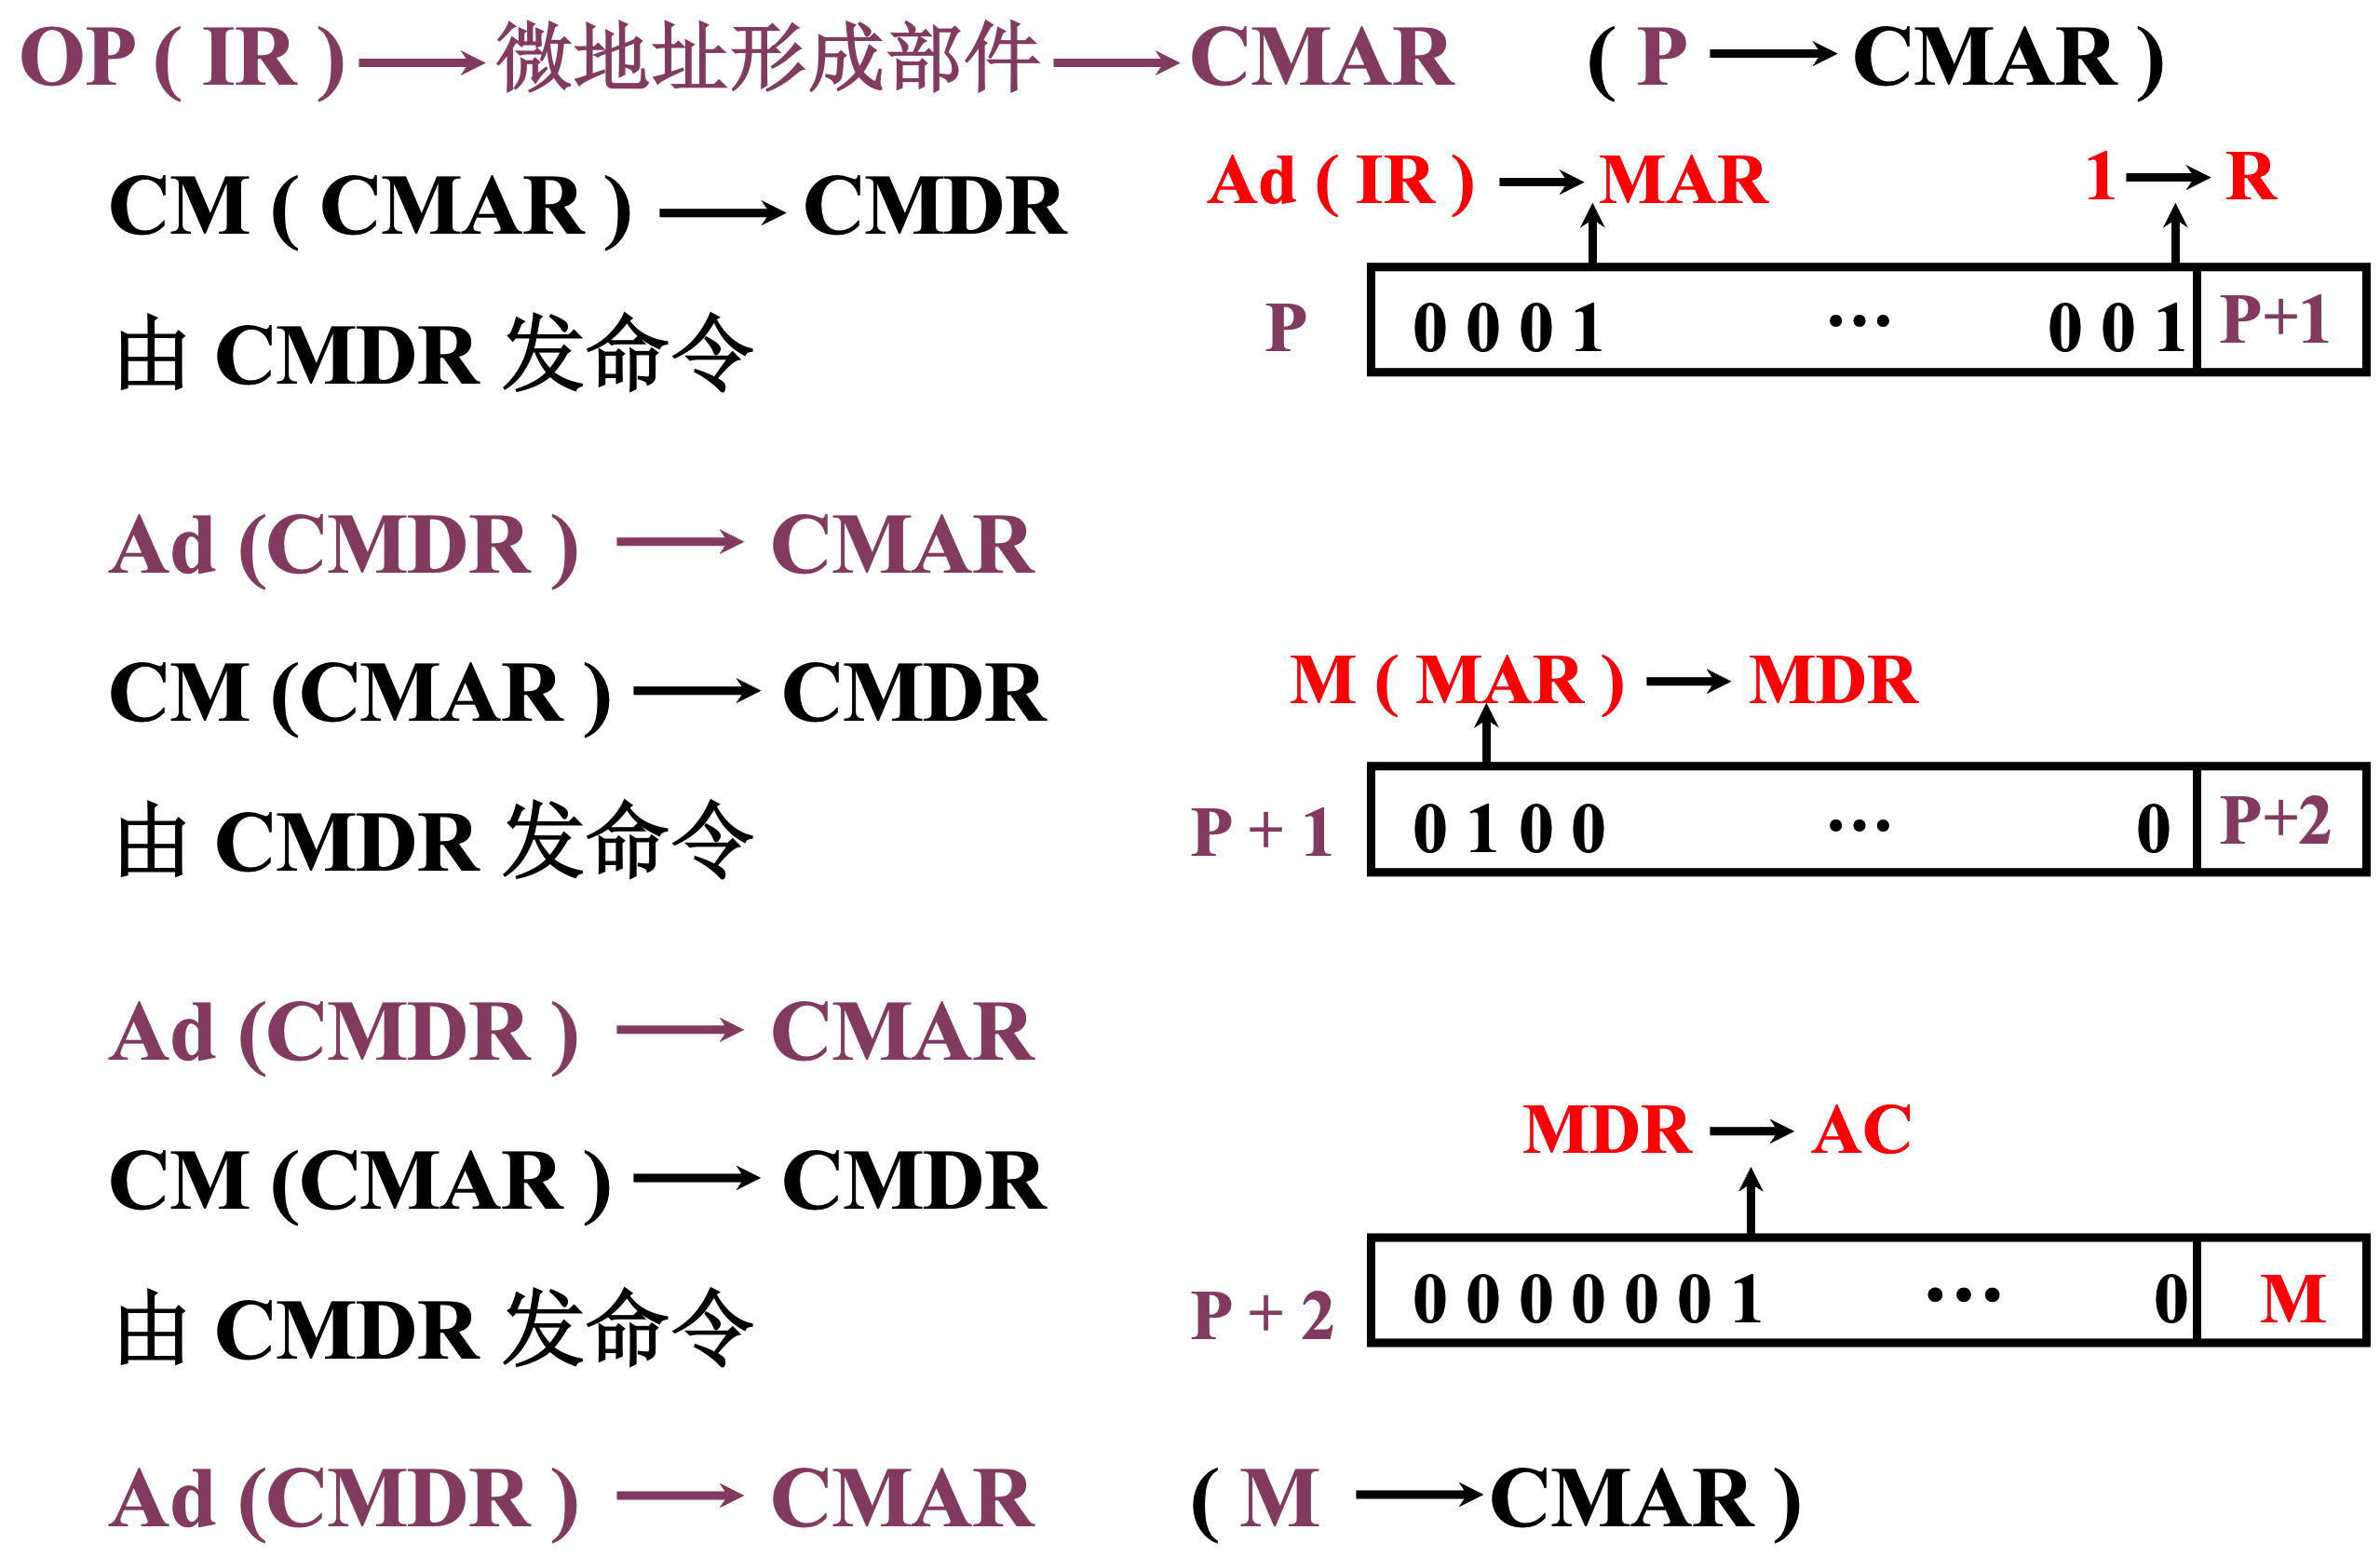 OP ( IR ) → 微地址形成部件 → CMAR ( P → CMAR )
CM ( CMAR ) → CMDR
Ad ( IR ) → MAR 1 → R
由 CMDR 发命令
P 0 0 0 1 ··· 0 0 1 P+1
Ad (CMDR ) → CMAR
CM (CMAR ) → CMDR
M ( MAR ) → MDR
由 CMDR 发命令
P + 1 0 1 0 0 ··· 0 P+2
Ad (CMDR ) → CMAR
CM (CMAR ) → CMDR
MDR → AC
由 CMDR 发命令
P + 2 0 0 0 0 0 0 1 ··· 0 M
Ad (CMDR ) → CMAR ( M → CMAR )